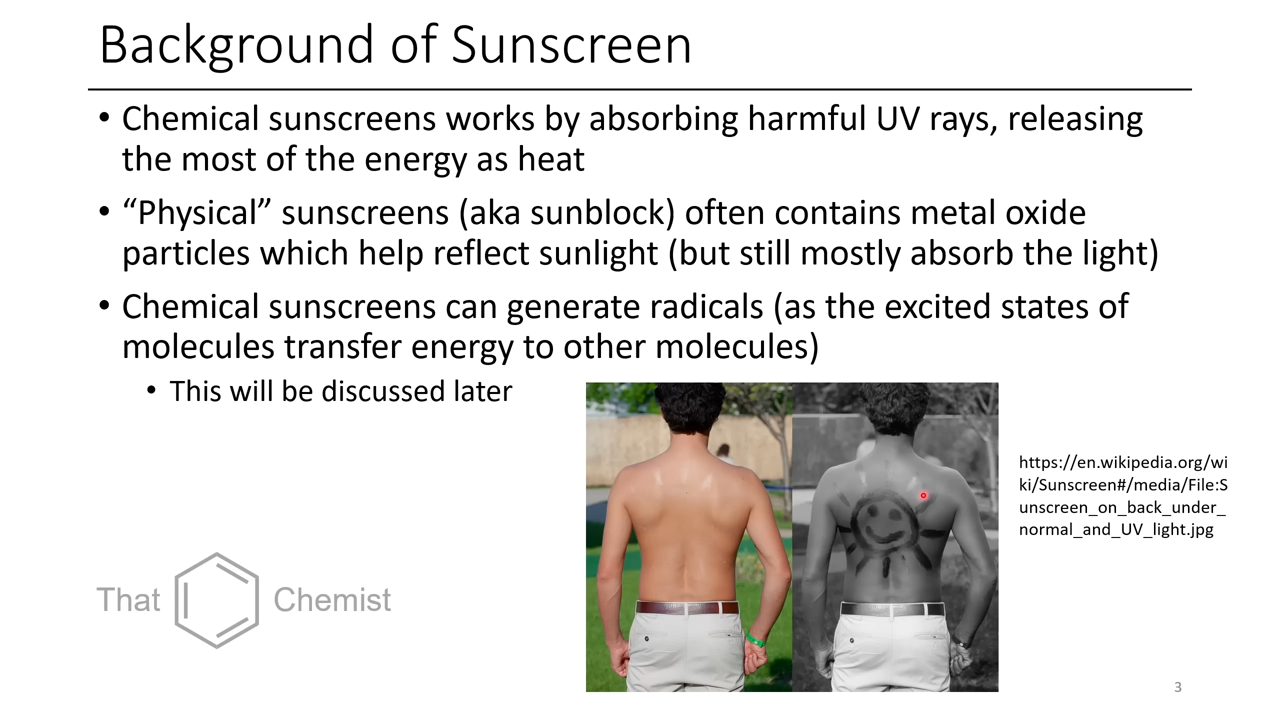 Background of Sunscreen
• Chemical sunscreens works by absorbing harmful UV rays, releasing
the most of the energy as heat
• “Physical” sunscreens (aka sunblock) often contains metal oxide
particles which help reflect sunlight (but still mostly absorb the light)
• Chemical sunscreens can generate radicals (as the excited states of
molecules transfer energy to other molecules)
• This will be discussed later
https://en.wikipedia.org/wi
ki/Sunscreen#/media/File:S
unscreen_on_back_under_
normal_and_UV_light.jpg
That Chemist
3